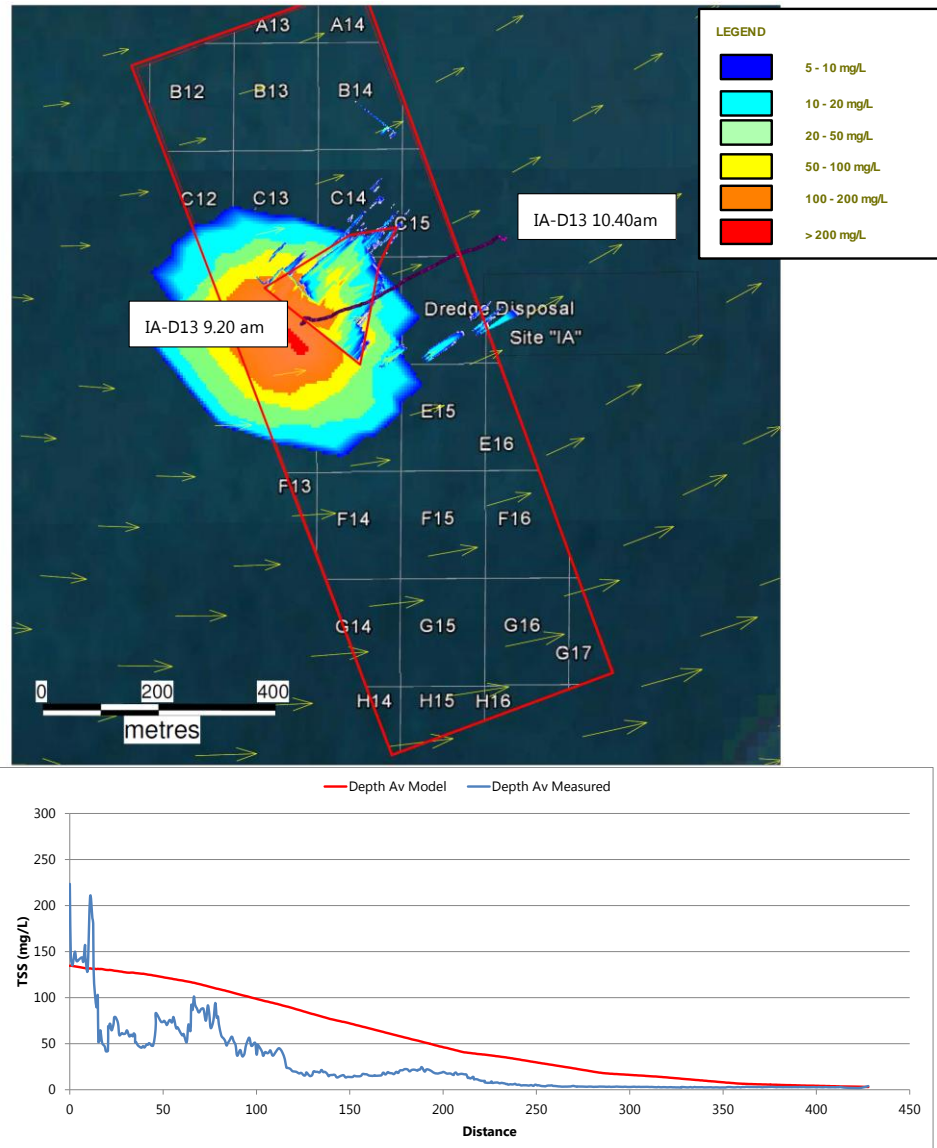 A13 A14
B12 B13 B14
C12 C13 C14
C15
IA-D13 10.40am
IA-D13 9.20 am
Dredge Disposal
Site "IA"
E15
E16
F13
F14 F15 F16
G14 G15 G16
G17
H14 H15 H16
0 200 400
metres
LEGEND
5 - 10 mg/L
10 - 20 mg/L
20 - 50 mg/L
50 - 100 mg/L
100 - 200 mg/L
> 200 mg/L
Depth Av Model Depth Av Measured
TSS (mg/L)
300
250
200
150
100
50
0
0 50 100 150 200 250 300 350 400 450
Distance